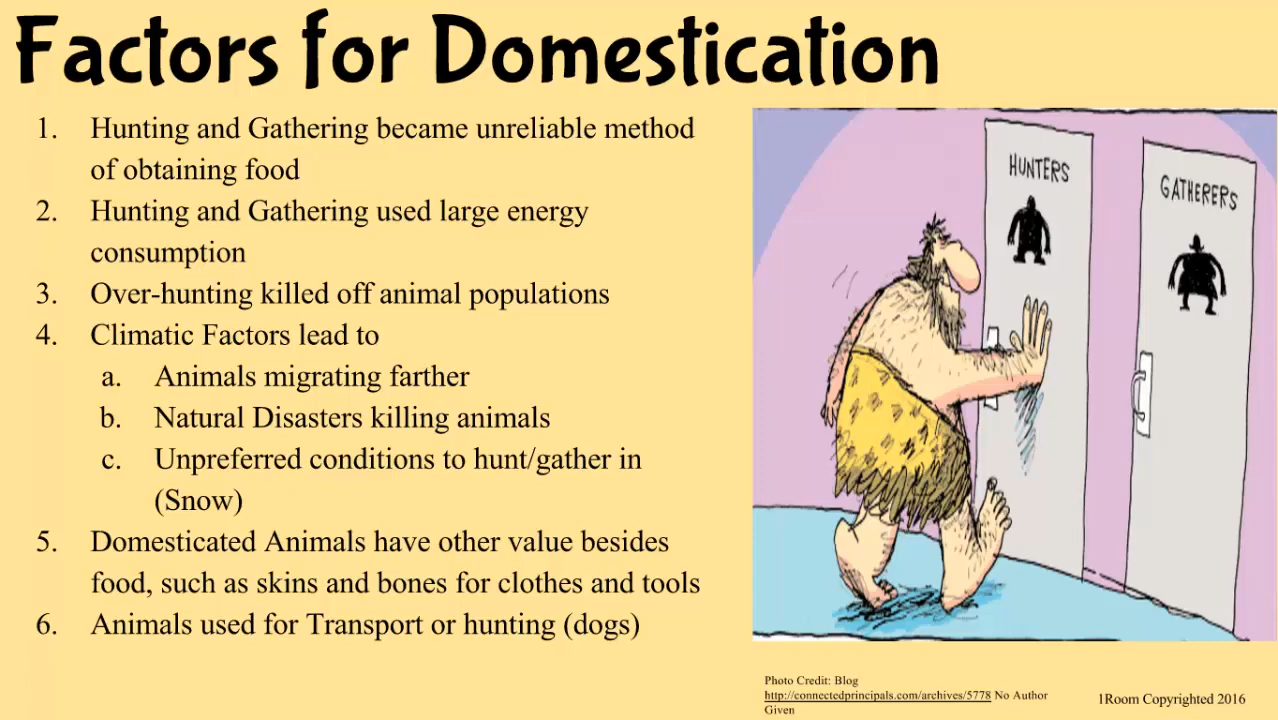 Factors for Domestication
1. Hunting and Gathering became unreliable method
of obtaining food
2. Hunting and Gathering used large energy
consumption
3. Over-hunting killed off animal populations
4. Climatic Factors lead to
a. Animals migrating farther
b. Natural Disasters killing animals
c. Unpreferred conditions to hunt/gather in
(Snow)
5. Domesticated Animals have other value besides
food, such as skins and bones for clothes and tools
6. Animals used for Transport or hunting (dogs)
HUNTERS
GATHERERS
Photo Credit: Blog
http://connectedprincipals.com/archives/5778 No Author
Given
1Room Copyrighted 2016